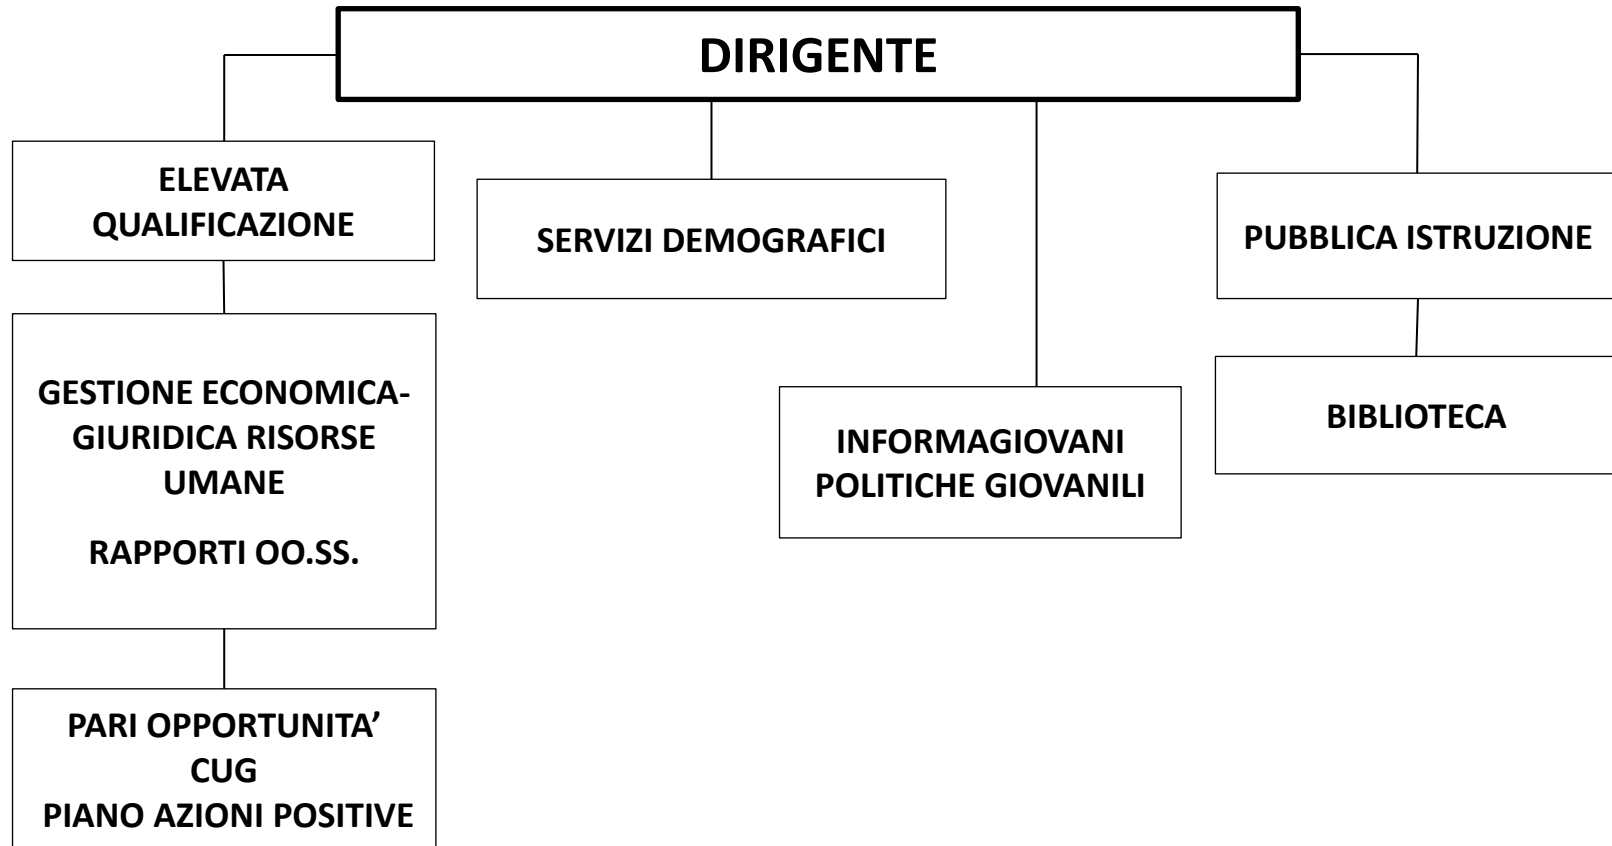 DIRIGENTE
ELEVATA
QUALIFICAZIONE
SERVIZI DEMOGRAFICI
PUBBLICA ISTRUZIONE
GESTIONE ECONOMICA-
GIURIDICA RISORSE
UMANE
RAPPORTI OO.SS.
INFORMAGIOVANI
POLITICHE GIOVANILI
BIBLIOTECA
PARI OPPORTUNITA’
CUG
PIANO AZIONI POSITIVE